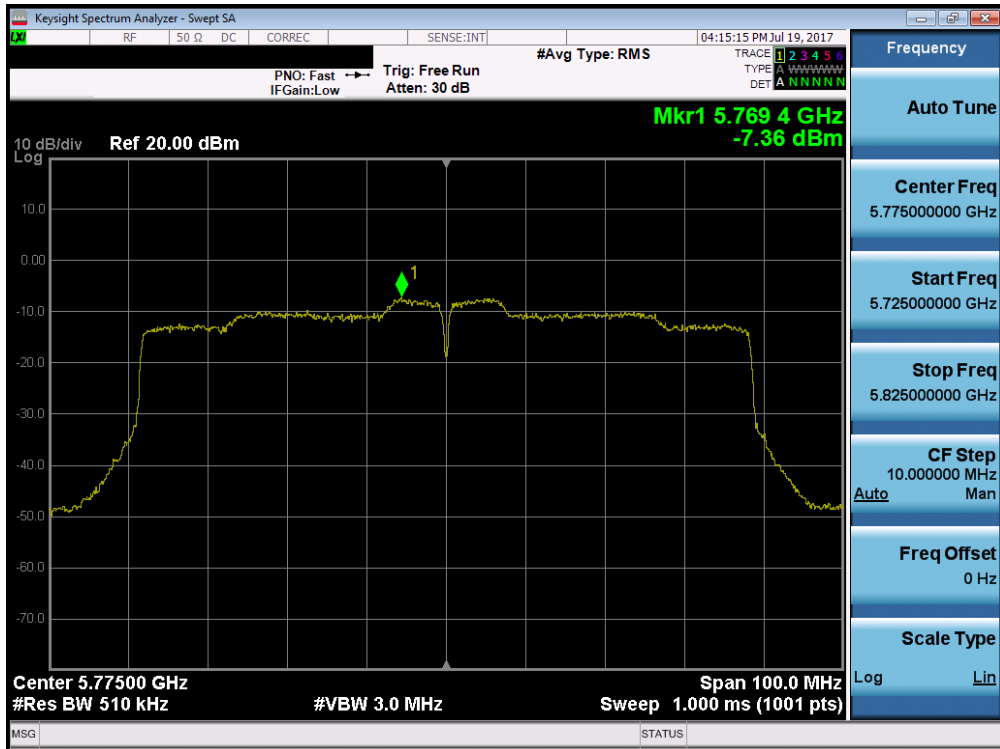 Keysight Spectrum Analyzer - Swept SA
LXI RF 50 Ω DC CORREC SENSE:INT 04:15:15 PM Jul 19, 2017
PNO: Fast
IFGain:Low
Trig: Free Run
Atten: 30 dB
#Avg Type: RMS
TRACE 1 2 3 4 5 6
TYPE A WWWWW
DET A N N N N N
Mkr1 5.769 4 GHz
-7.36 dBm
10 dB/div Ref 20.00 dBm
Log
1
10.0
0.00
-10.0
-20.0
-30.0
-40.0
-50.0
-60.0
-70.0
Center 5.77500 GHz Span 100.0 MHz
#Res BW 510 kHz #VBW 3.0 MHz Sweep 1.000 ms (1001 pts)
MSG STATUS
Frequency
Auto Tune
Center Freq
5.775000000 GHz
Start Freq
5.725000000 GHz
Stop Freq
5.825000000 GHz
CF Step
10.000000 MHz
Auto Man
Freq Offset
0 Hz
Scale Type
Log Lin